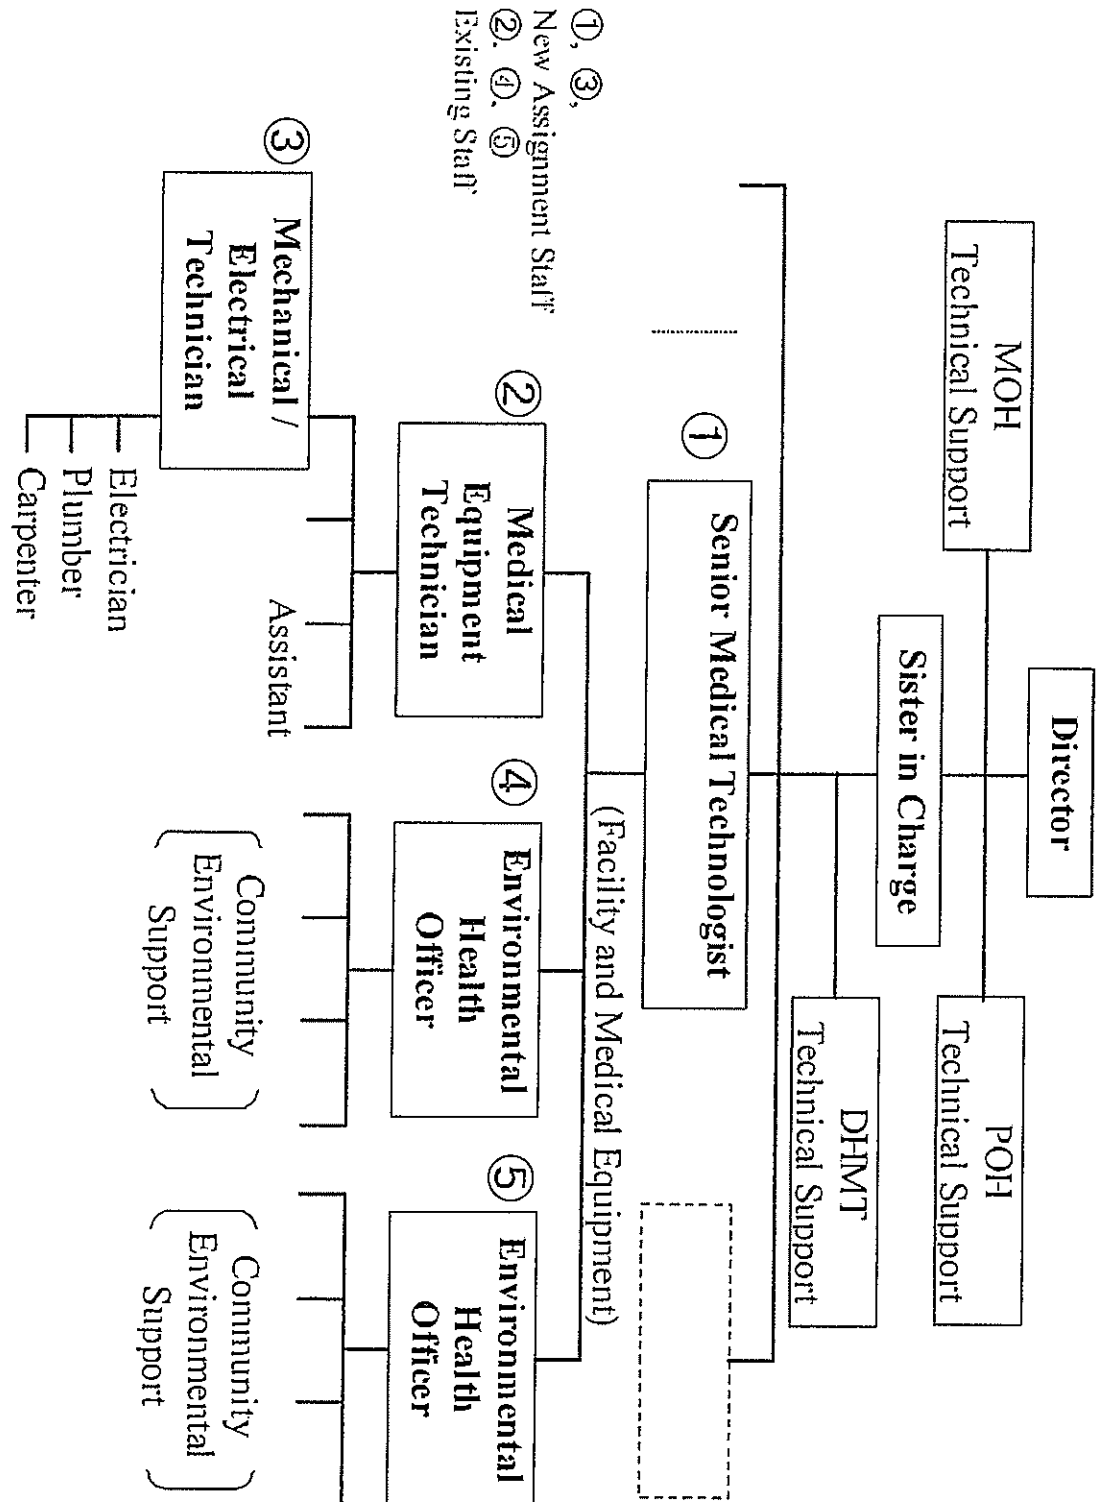 Director
MOH
Technical Support
POH
Technical Support
Sister in Charge
DHMT
Technical Support
①
Senior Medical Technologist
(Facility and Medical Equipment)
①, ③,
New Assignment Staff
②. ④. ⑤
Existing Staff
②
Medical
Equipment
Technician
④
Environmental
Health
Officer
⑤
Environmental
Health
Officer
③
Mechanical /
Electrical
Technician
Assistant
Community
Environmental
Support
Community
Environmental
Support
Electrician
Plumber
Carpenter